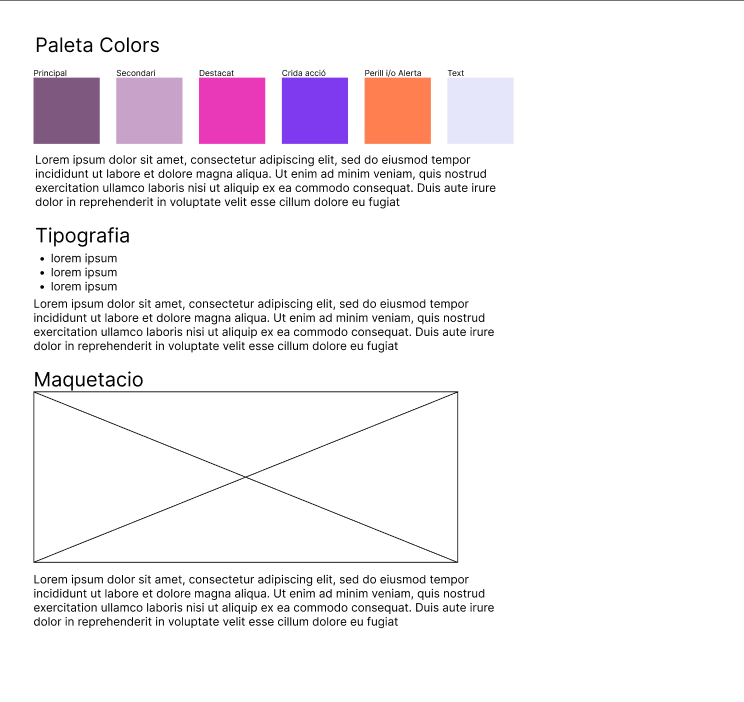 Paleta Colors
Principal Secondari Destacat Crida acció Perill i/o Alerta Text
Lorem ipsum dolor sit amet, consectetur adipiscing elit, sed do eiusmod tempor
incididunt ut labore et dolore magna aliqua. Ut enim ad minim veniam, quis nostrud
exercitation ullamco laboris nisi ut aliquip ex ea commodo consequat. Duis aute irure
dolor in reprehenderit in voluptate velit esse cillum dolore eu fugiat
Tipografia
• lorem ipsum
• lorem ipsum
• lorem ipsum
Lorem ipsum dolor sit amet, consectetur adipiscing elit, sed do eiusmod tempor
incididunt ut labore et dolore magna aliqua. Ut enim ad minim veniam, quis nostrud
exercitation ullamco laboris nisi ut aliquip ex ea commodo consequat. Duis aute irure
dolor in reprehenderit in voluptate velit esse cillum dolore eu fugiat
Maquetacio
Lorem ipsum dolor sit amet, consectetur adipiscing elit, sed do eiusmod tempor
incididunt ut labore et dolore magna aliqua. Ut enim ad minim veniam, quis nostrud
exercitation ullamco laboris nisi ut aliquip ex ea commodo consequat. Duis aute irure
dolor in reprehenderit in voluptate velit esse cillum dolore eu fugiat